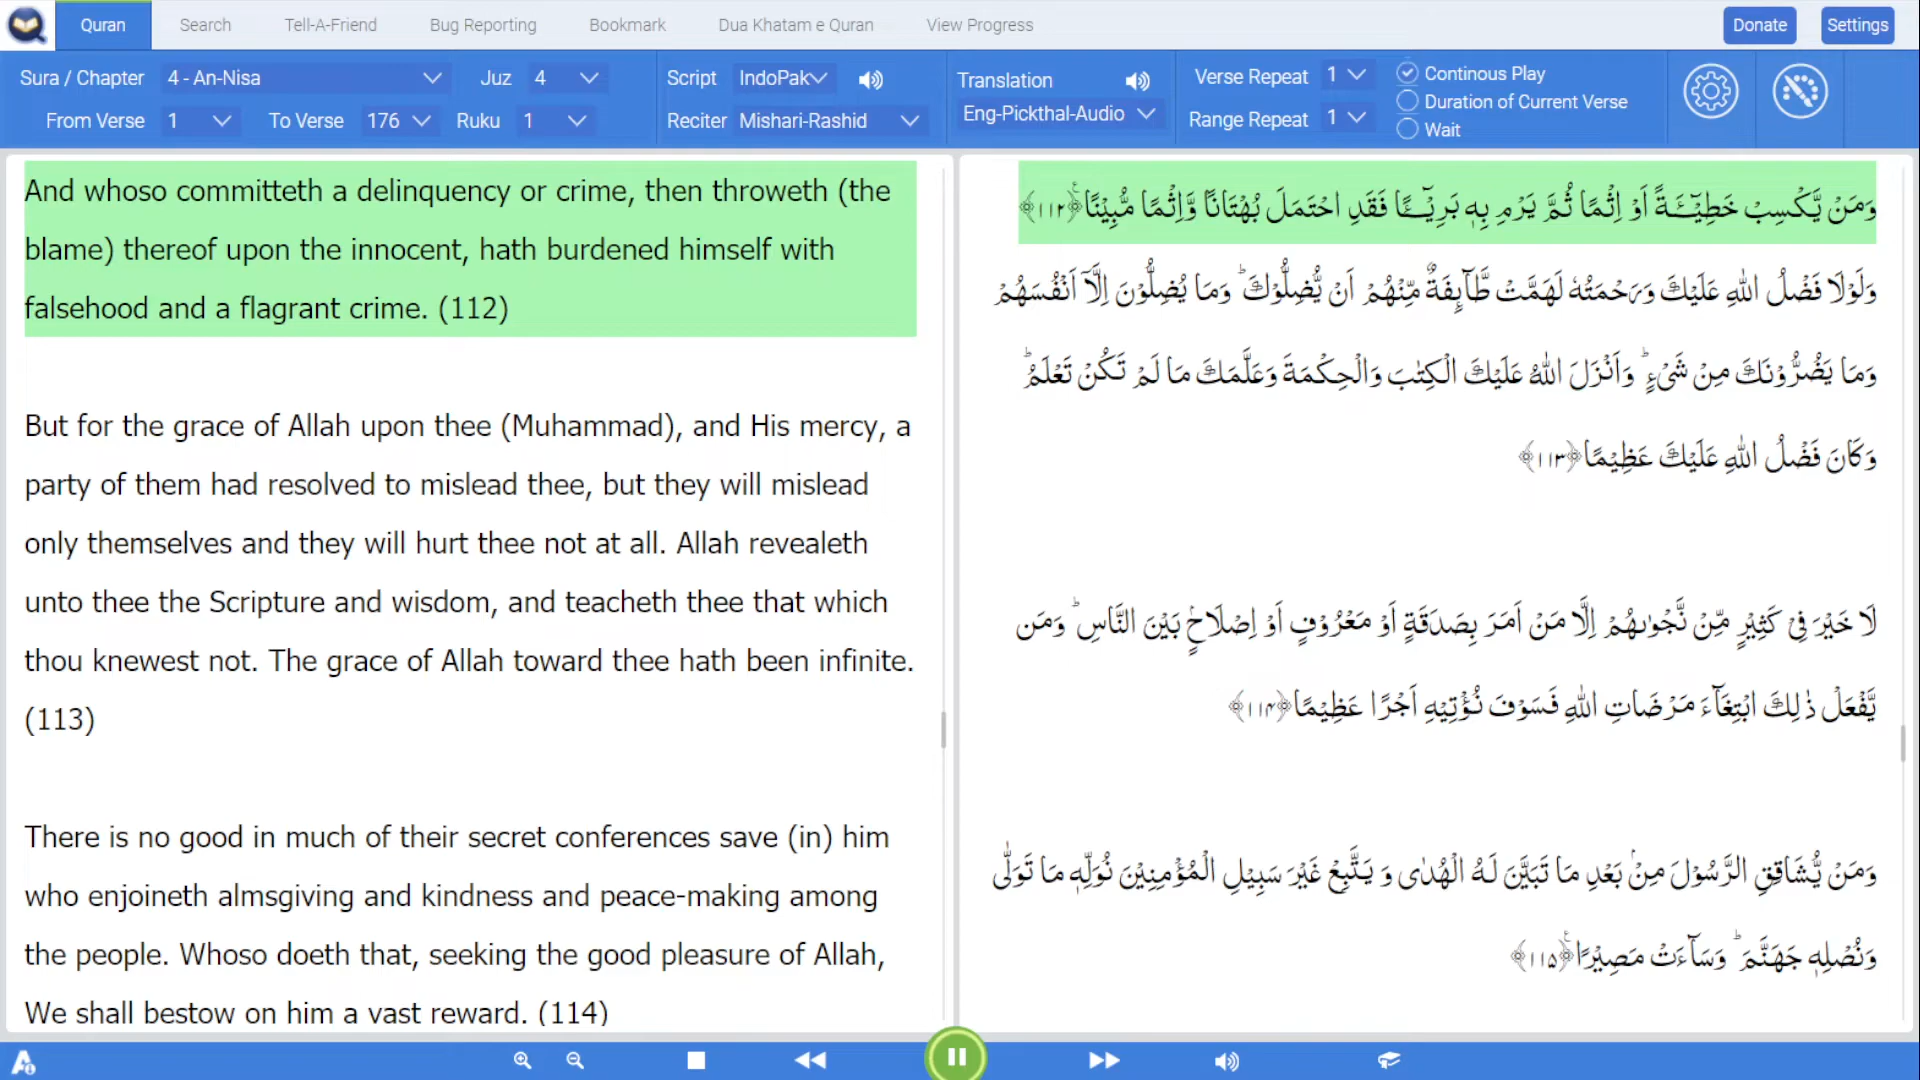 Quran Search Tell-A-Friend Bug Reporting Bookmark Dua Khatam e Quran View Progress Donate Settings
Sura / Chapter 4 - An-Nisa Juz 4 Script IndoPak Translation Verse Repeat 1 Continous Play
From Verse 1 To Verse 176 Ruku 1 Reciter Mishari-Rashid Eng-Pickthal-Audio Range Repeat 1 Duration of Current Verse
Wait
And whoso committeth a delinquency or crime, then throweth (the
blame) thereof upon the innocent, hath burdened himself with
falsehood and a flagrant crime. (112)
But for the grace of Allah upon thee (Muhammad), and His mercy, a
party of them had resolved to mislead thee, but they will mislead
only themselves and they will hurt thee not at all. Allah revealeth
unto thee the Scripture and wisdom, and teacheth thee that which
thou knewest not. The grace of Allah toward thee hath been infinite.
(113)
There is no good in much of their secret conferences save (in) him
who enjoineth almsgiving and kindness and peace-making among
the people. Whoso doeth that, seeking the good pleasure of Allah,
We shall bestow on him a vast reward. (114)
وَمَنْ يَّكْسِبْ خَطِيْٓـَٔـةً اَوْ اِثْمًا ثُمَّ يَرْمِ بِهٖ بَرِيْٓـــًٔا فَقَدِ احْتَمَلَ بُهْتَانًا وَّاِثْمًا مُّبِيْنًا﴿۱۱۲﴾
وَلَوْلَا فَضْلُ اللّٰهِ عَلَيْكَ وَرَحْمَتُهٗ لَهَمَّتْ طَّآئِفَةٌ مِّنْهُمْ اَنْ يُّضِلُّوْكَ ؕ وَمَا يُضِلُّوْنَ اِلَّاۤ اَنْفُسَهُمْ
وَمَا يَضُرُّوْنَكَ مِنْ شَىْءٍ ؕ وَاَنْزَلَ اللّٰهُ عَلَيْكَ الْكِتٰبَ وَالْحِكْمَةَ وَعَلَّمَكَ مَا لَمْ تَكُنْ تَعْلَمُ ؕ
وَكَانَ فَضْلُ اللّٰهِ عَلَيْكَ عَظِيْمًا﴿۱۱۳﴾
لَا خَيْرَ فِىْ كَثِيْرٍ مِّنْ نَّجْوٰىهُمْ اِلَّا مَنْ اَمَرَ بِصَدَقَةٍ اَوْ مَعْرُوْفٍ اَوْ اِصْلَاحٍۢ بَيْنَ النَّاسِ ؕ وَمَن
يَّفْعَلْ ذٰ لِكَ ابْتِغَآءَ مَرْضَاتِ اللّٰهِ فَسَوْفَ نُؤْتِيْهِ اَجْرًا عَظِيْمًا﴿۱۱۴﴾
وَمَنْ يُّشَاقِقِ الرَّسُوْلَ مِنْۢ بَعْدِ مَا تَبَيَّنَ لَـهُ الْهُدٰى وَ يَـتَّبِعْ غَيْرَ سَبِيْلِ الْمُؤْمِنِيْنَ نُوَلِّهٖ مَا تَوَلّٰى
وَنُصْلِهٖ جَهَنَّمَ ؕ وَسَآءَتْ مَصِيْرًا﴿۱۱۵﴾